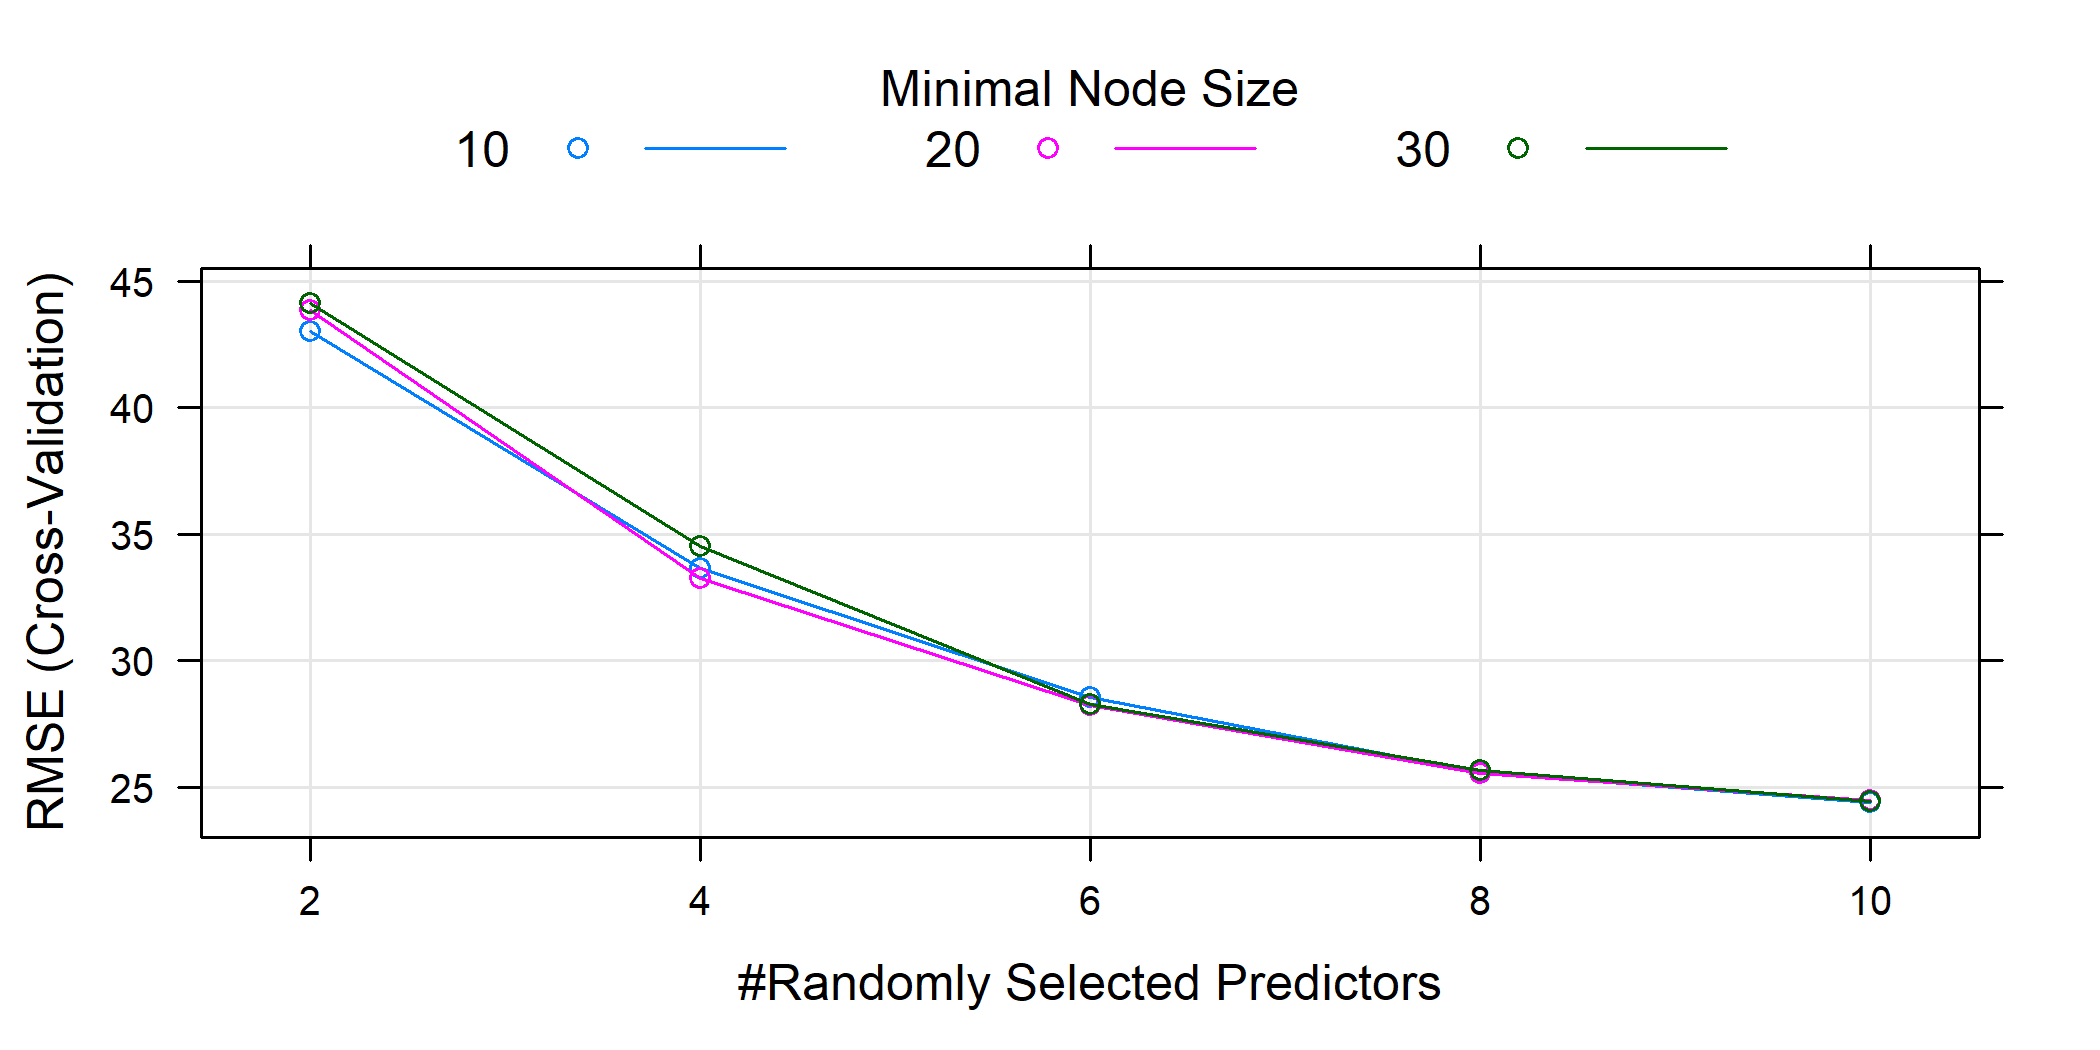 Minimal Node Size
10 20 30
RMSE (Cross-Validation)
45
40
35
30
25
2 4 6 8 10
#Randomly Selected Predictors